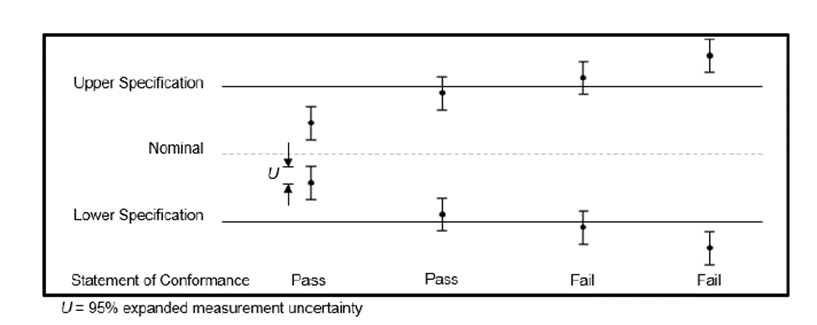 Upper Specification
Nominal
U
Lower Specification
Statement of Conformance Pass Pass Fail Fail
U = 95% expanded measurement uncertainty